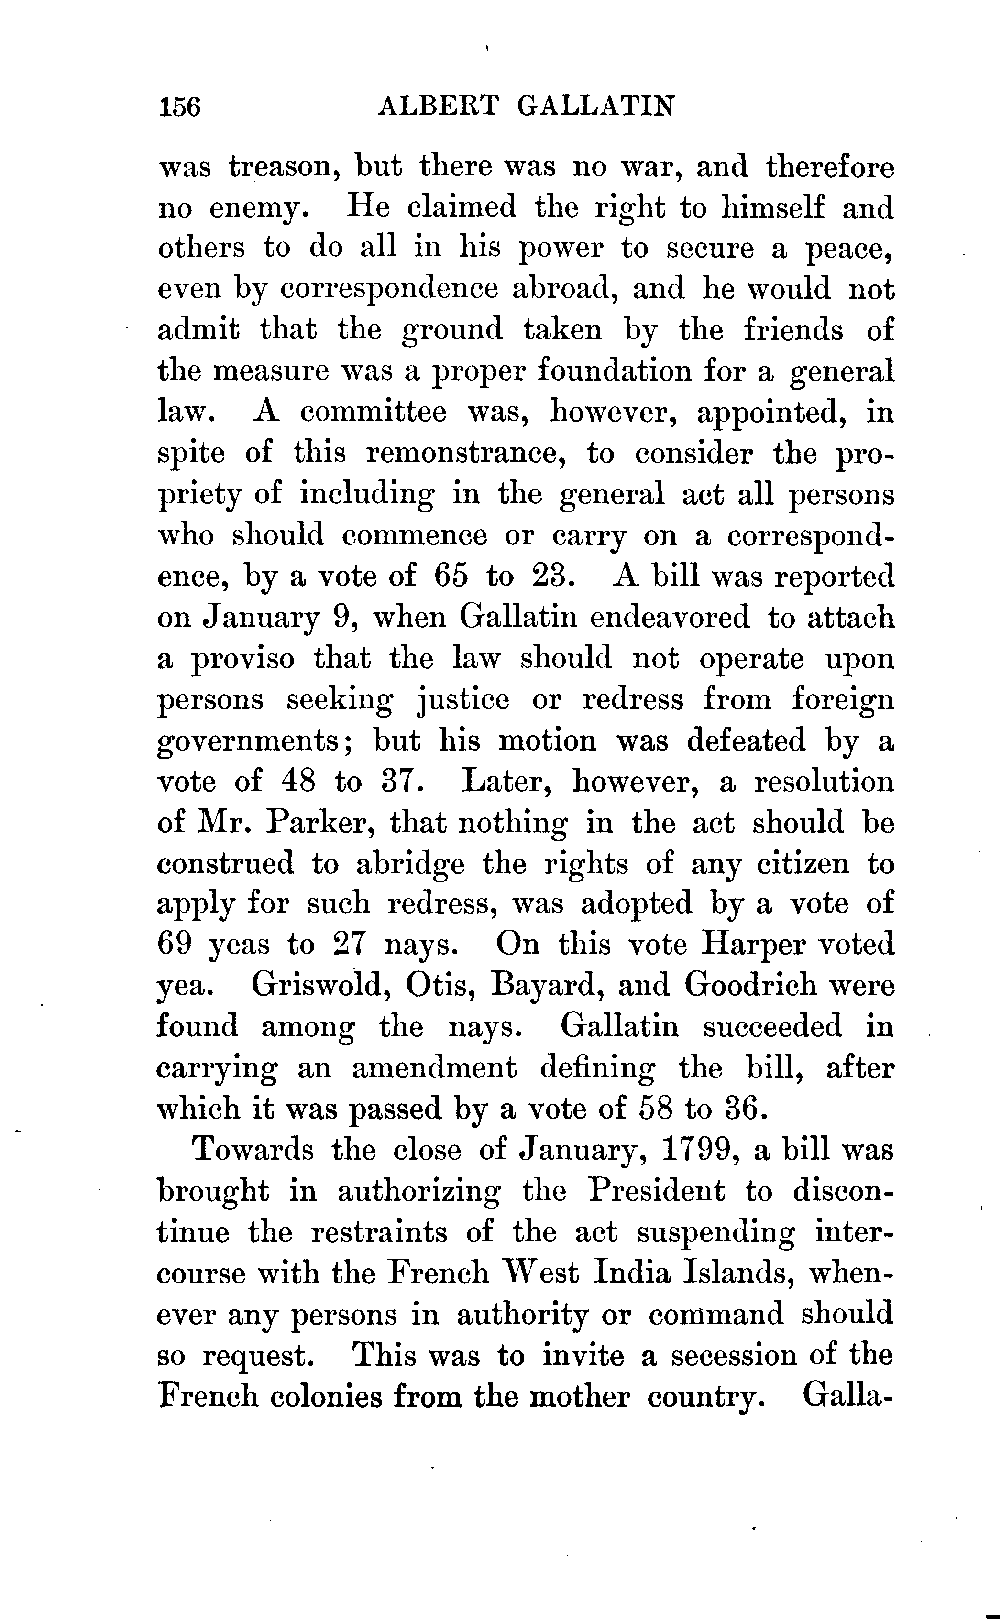 156 ALBERT GALLATIN
was treason, but there was no war, and therefore
no enemy. He claimed the right to himself and
others to do all in his power to secure a peace,
even by correspondence abroad, and he would not
admit that the ground taken by the friends of
the measure was a proper foundation for a general
law. A committee was, however, appointed, in
spite of this remonstrance, to consider the pro-
priety of including in the general act all persons
who should commence or carry on a correspond-
ence, by a vote of 65 to 23. A bill was reported
on January 9, when Gallatin endeavored to attach
a proviso that the law should not operate upon
persons seeking justice or redress from foreign
governments; but his motion was defeated by a
vote of 48 to 37. Later, however, a resolution
of Mr. Parker, that nothing in the act should be
construed to abridge the rights of any citizen to
apply for such redress, was adopted by a vote of
69 yeas to 27 nays. On this vote Harper voted
yea. Griswold, Otis, Bayard, and Goodrich were
found among the nays. Gallatin succeeded in
carrying an amendment defining the bill, after
which it was passed by a vote of 58 to 36.
Towards the close of January, 1799, a bill was
brought in authorizing the President to discon-
tinue the restraints of the act suspending inter-
course with the French West India Islands, when-
ever any persons in authority or command should
so request. This was to invite a secession of the
French colonies from the mother country. Galla-